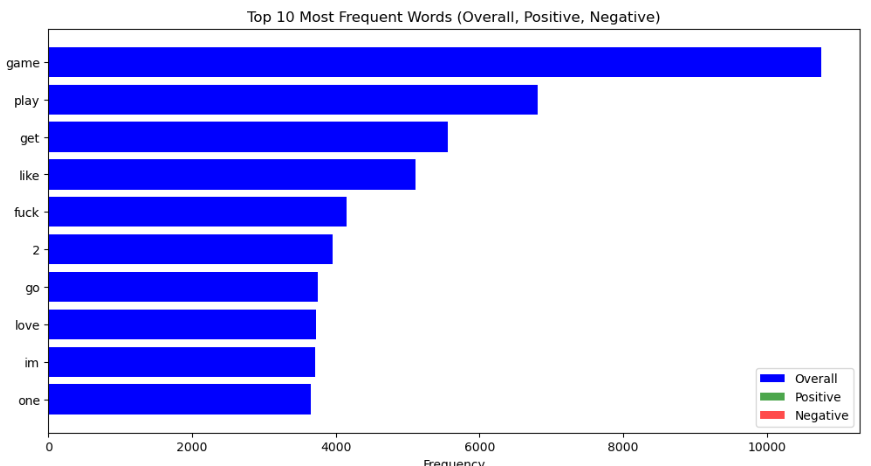 Top 10 Most Frequent Words (Overall, Positive, Negative)
game
play
get
like
fuck
2
go
love
im
one
Overall
Positive
Negative
0 2000 4000 6000 8000 10000
Frequency